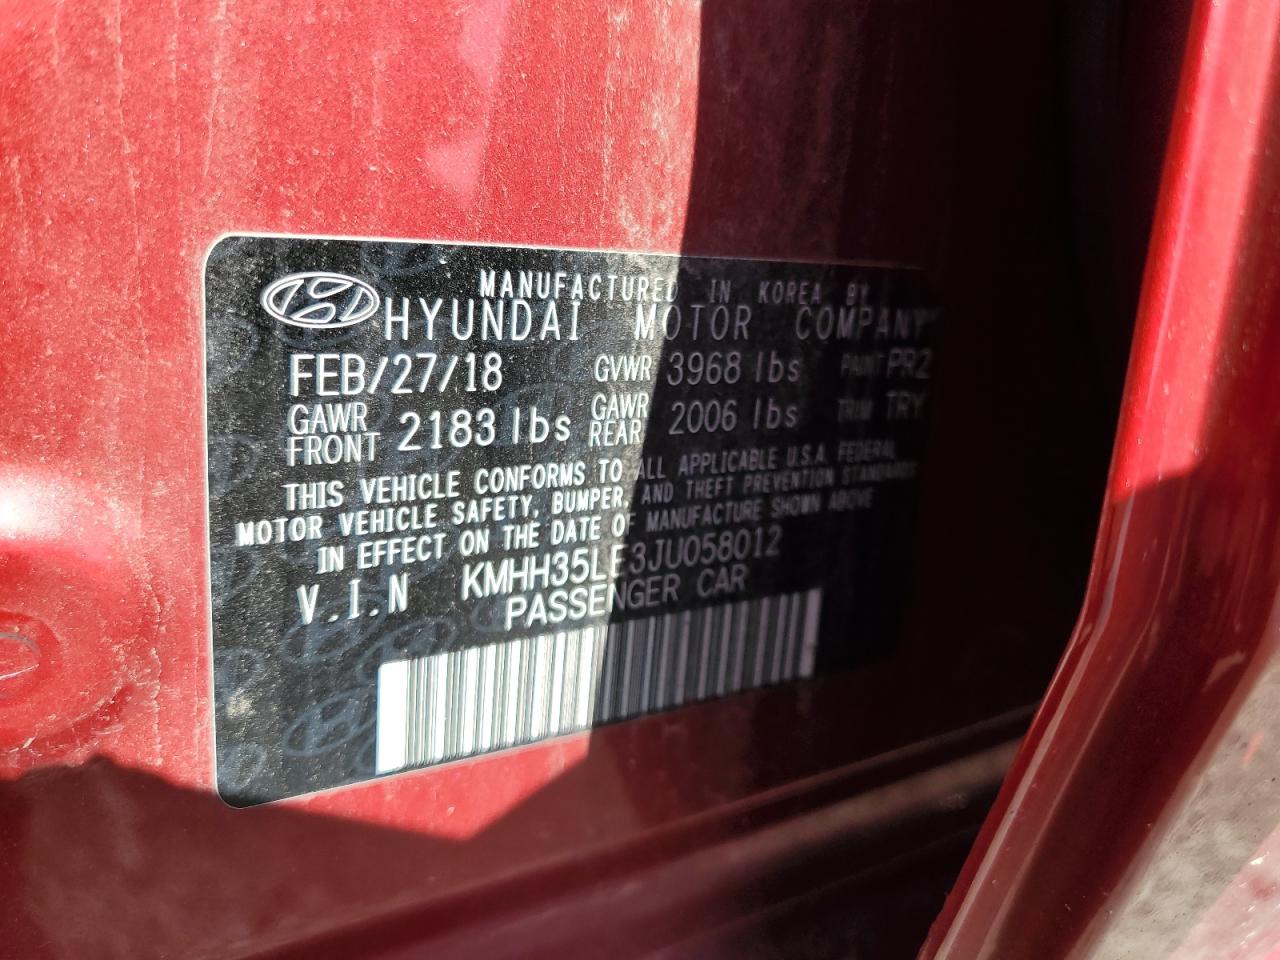 MANUFACTURED IN KOREA BY
HYUNDAI MOTOR COMPANY
FEB/27/18 GVWR 3968 lbs PAINT PR2
GAWR FRONT 2183 lbs GAWR REAR 2006 lbs TRIM TRY
THIS VEHICLE CONFORMS TO ALL APPLICABLE U.S.A. FEDERAL
MOTOR VEHICLE SAFETY, BUMPER, AND THEFT PREVENTION STANDARDS
IN EFFECT ON THE DATE OF MANUFACTURE SHOWN ABOVE
V.I.N KMHH35LE3JU058012
PASSENGER CAR